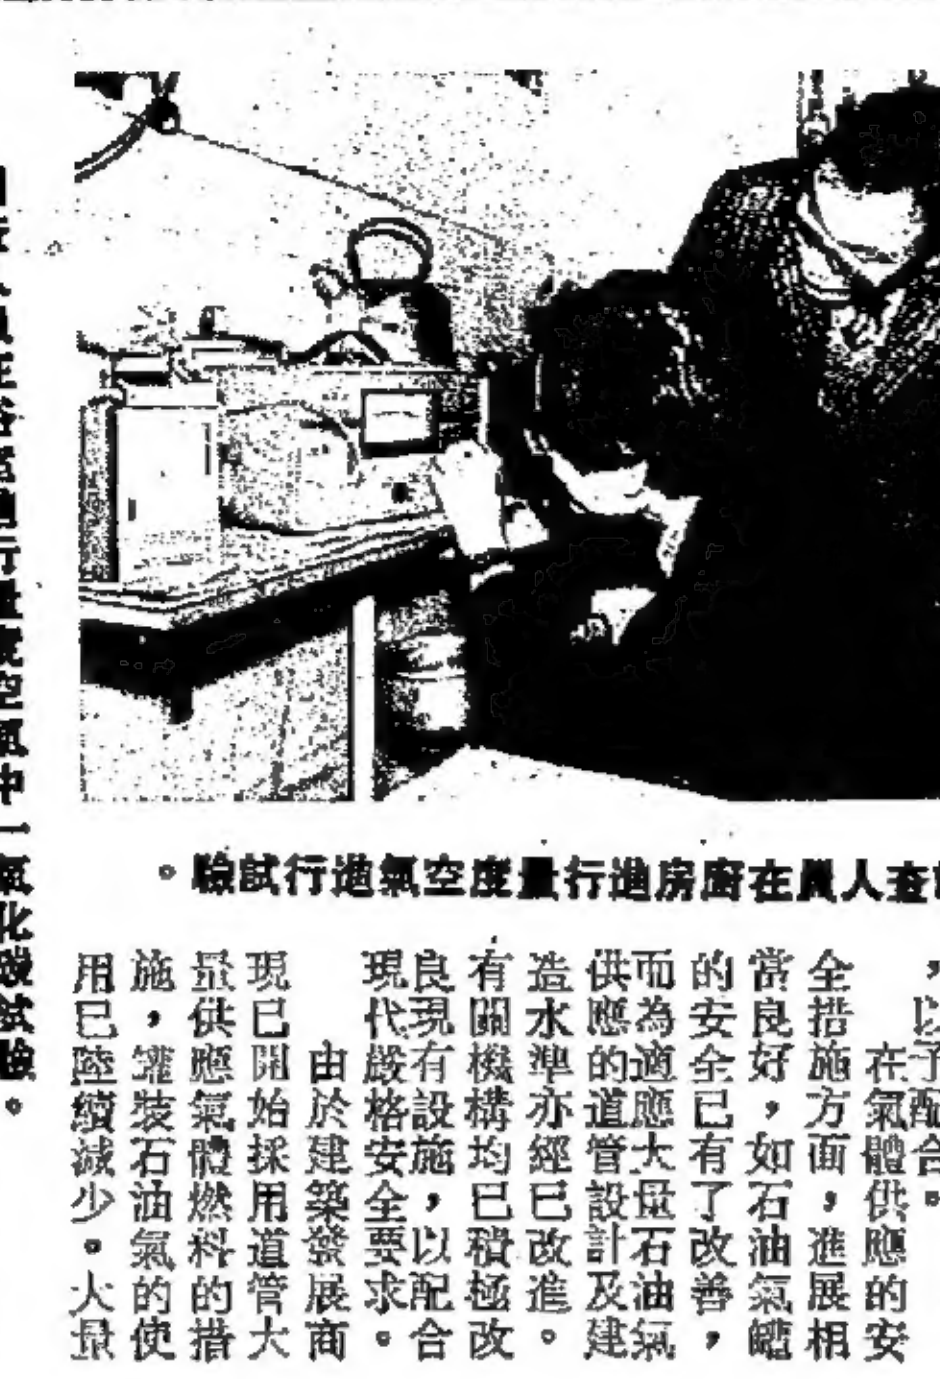 查人員在廚房進行量度空氣進行試驗。
，以予配合。
在氣體供應的安
全措施方面，進展相
當良好，如石油氣罐
的安全已有了改善，
而為適應大量石油氣
供應的道管設計及建
造水準亦經已改進。
有關機構均已積極改
良現有設施，以配合
現代嚴格安全要求。
由於建築發展商
現已開始採用道管大
量供應氣體燃料的措
施，罐裝石油氣的使
用已陸續減少。大量
行量度空氣中一氧化碳試驗。